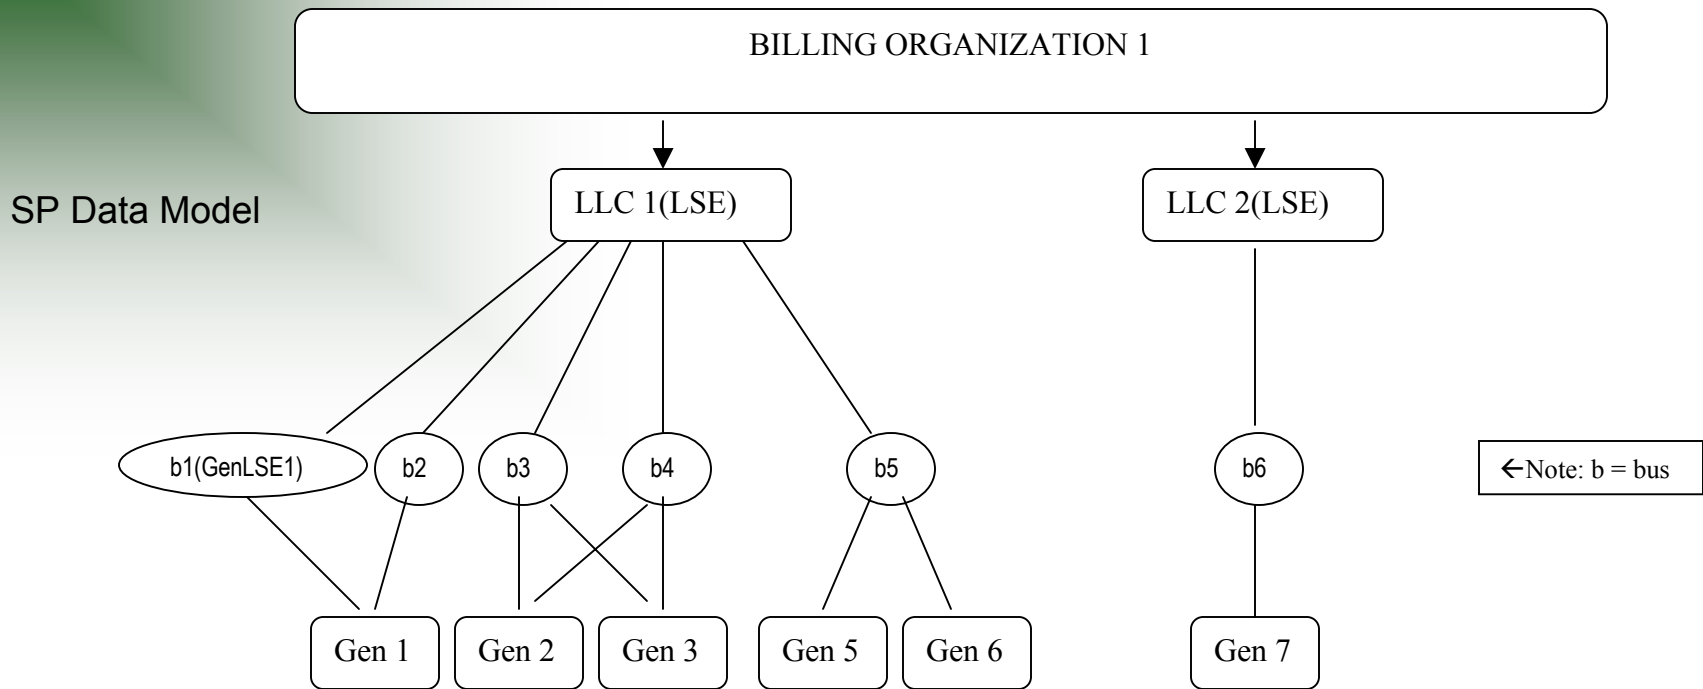 BILLING ORGANIZATION 1
SP Data Model
LLC 1(LSE)
LLC 2(LSE)
b1(GenLSE1)
b2
b3
b4
b5
b6
←Note: b = bus
Gen 1
Gen 2
Gen 3
Gen 5
Gen 6
Gen 7